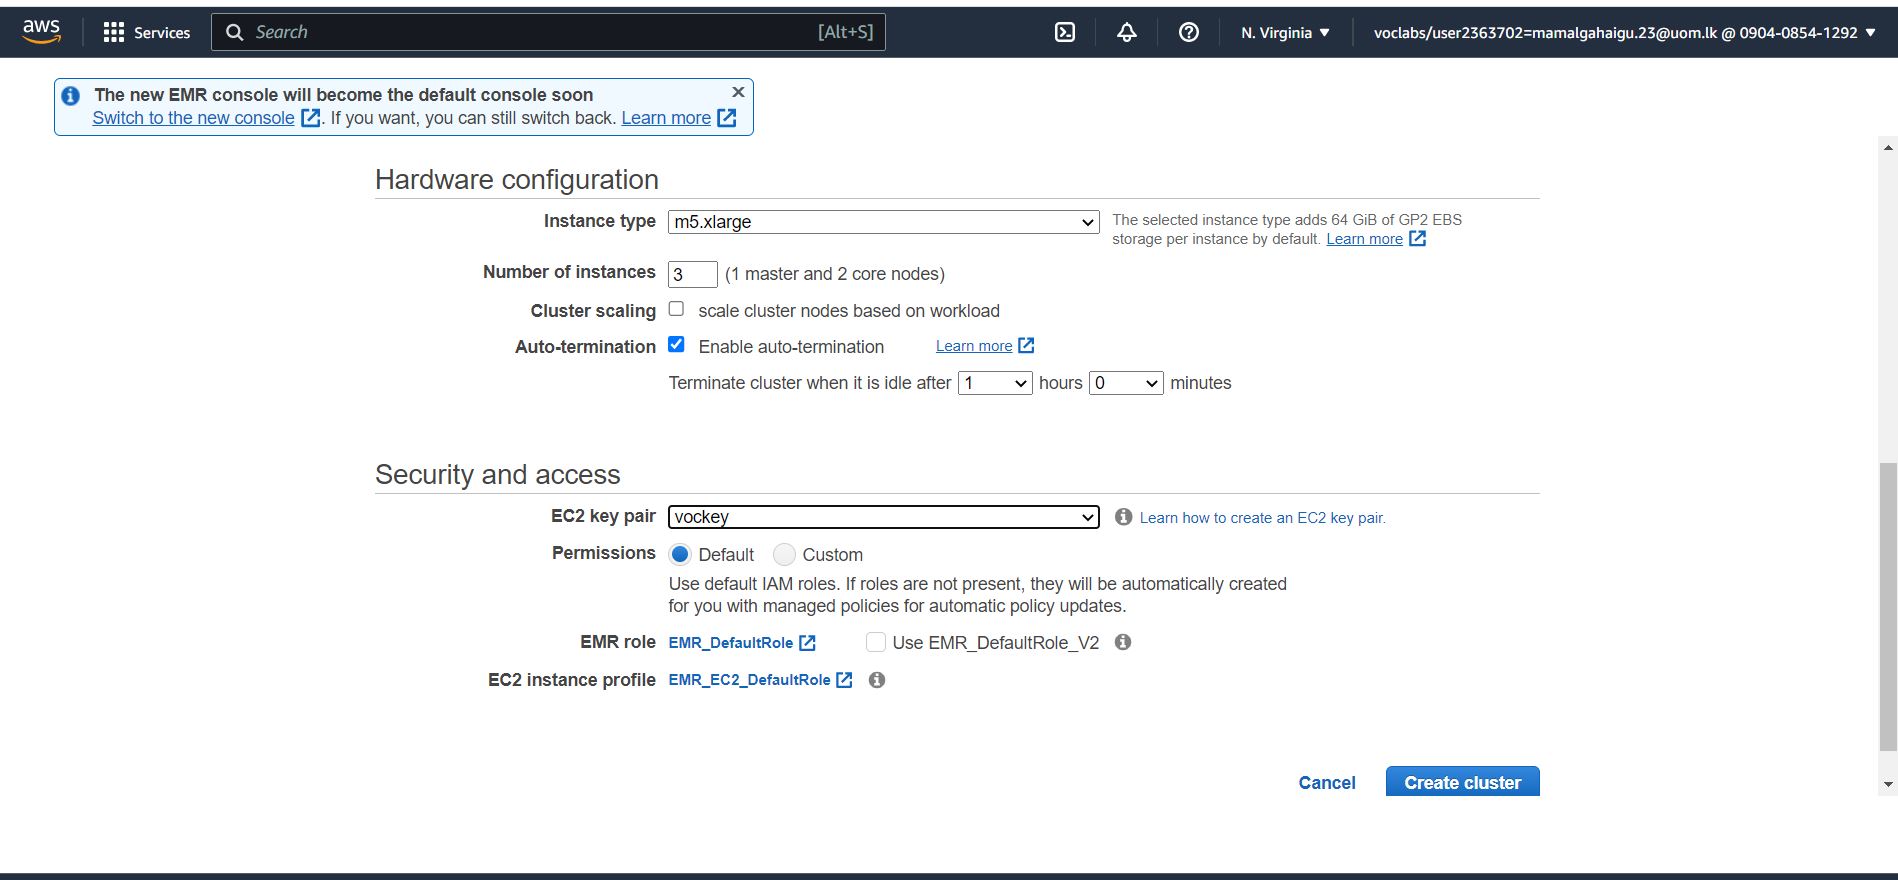 aws
Services
Search
[Alt+S]
N. Virginia
voclabs/user2363702=mamalgahaigu.23@uom.lk @ 0904-0854-1292
The new EMR console will become the default console soon
Switch to the new console. If you want, you can still switch back. Learn more
Hardware configuration
Instance type
m5.xlarge
The selected instance type adds 64 GiB of GP2 EBS
storage per instance by default. Learn more
Number of instances
3
(1 master and 2 core nodes)
Cluster scaling
scale cluster nodes based on workload
Auto-termination
Enable auto-termination
Learn more
Terminate cluster when it is idle after 1 hours 0 minutes
Security and access
EC2 key pair
vockey
Learn how to create an EC2 key pair.
Permissions
Default
Custom
Use default IAM roles. If roles are not present, they will be automatically created
for you with managed policies for automatic policy updates.
EMR role
EMR_DefaultRole
Use EMR_DefaultRole_V2
EC2 instance profile
EMR_EC2_DefaultRole
Cancel
Create cluster